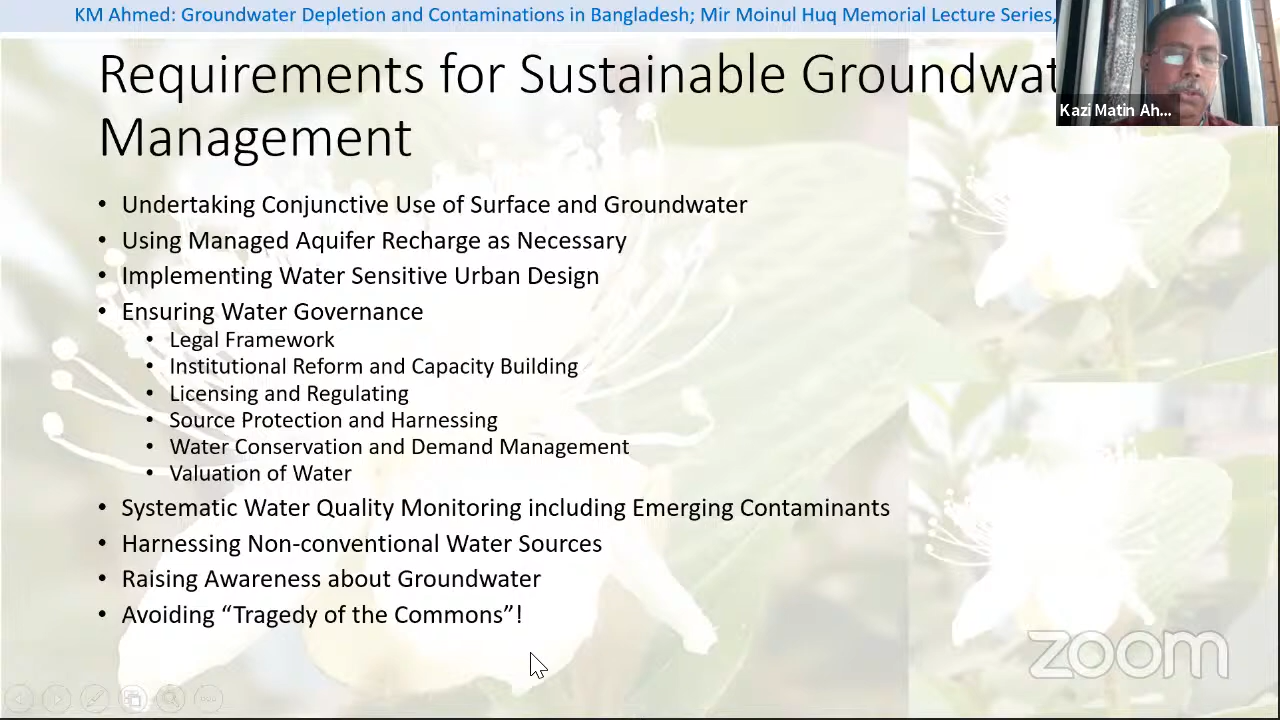 KM Ahmed: Groundwater Depletion and Contaminations in Bangladesh; Mir Moinul Huq Memorial Lecture Series,
Requirements for Sustainable Groundwat
Kazi Matin Ah...
Management
• Undertaking Conjunctive Use of Surface and Groundwater
• Using Managed Aquifer Recharge as Necessary
• Implementing Water Sensitive Urban Design
• Ensuring Water Governance
• Legal Framework
• Institutional Reform and Capacity Building
• Licensing and Regulating
• Source Protection and Harnessing
• Water Conservation and Demand Management
• Valuation of Water
• Systematic Water Quality Monitoring including Emerging Contaminants
• Harnessing Non-conventional Water Sources
• Raising Awareness about Groundwater
• Avoiding “Tragedy of the Commons”!
zoom